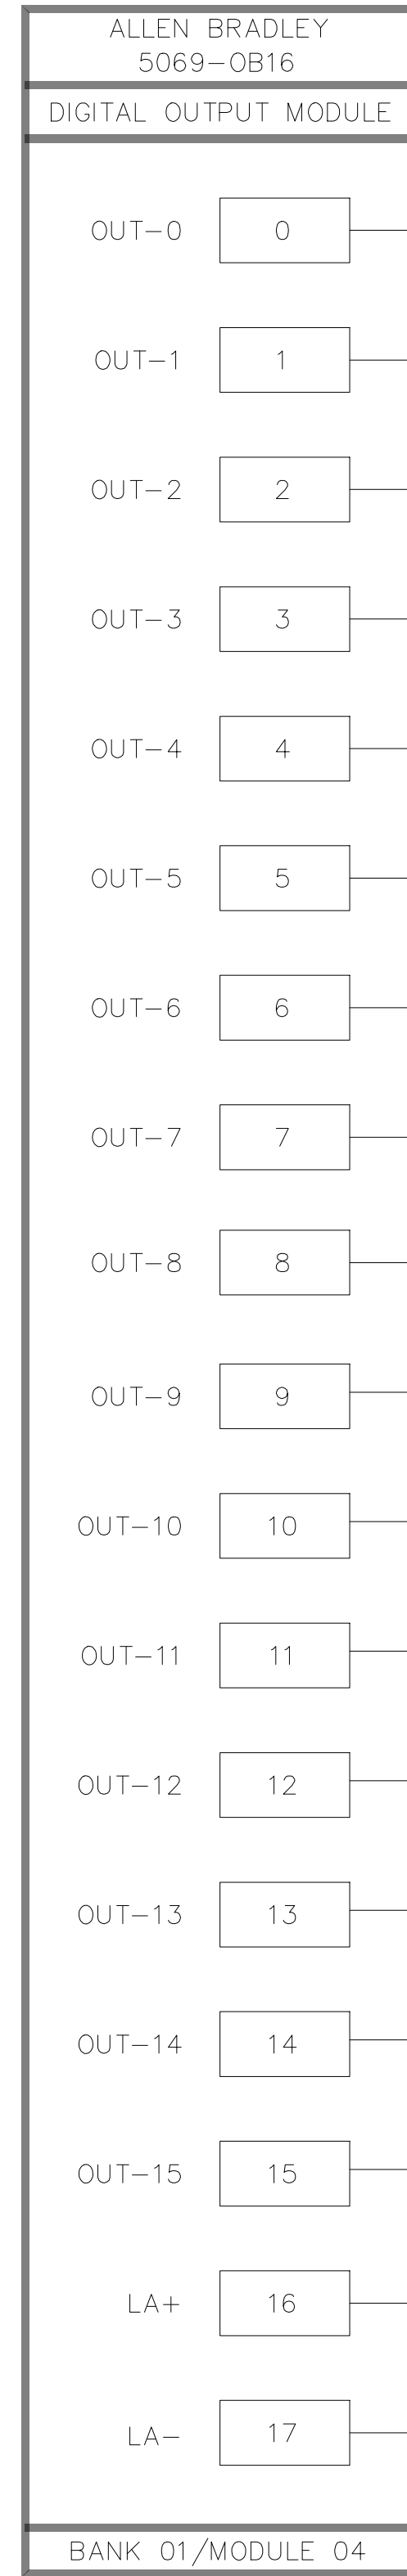 ALLEN BRADLEY
5069-OB16
DIGITAL OUTPUT MODULE
OUT-0 0
OUT-1 1
OUT-2 2
OUT-3 3
OUT-4 4
OUT-5 5
OUT-6 6
OUT-7 7
OUT-8 8
OUT-9 9
OUT-10 10
OUT-11 11
OUT-12 12
OUT-13 13
OUT-14 14
OUT-15 15
LA+ 16
LA- 17
BANK 01/MODULE 04